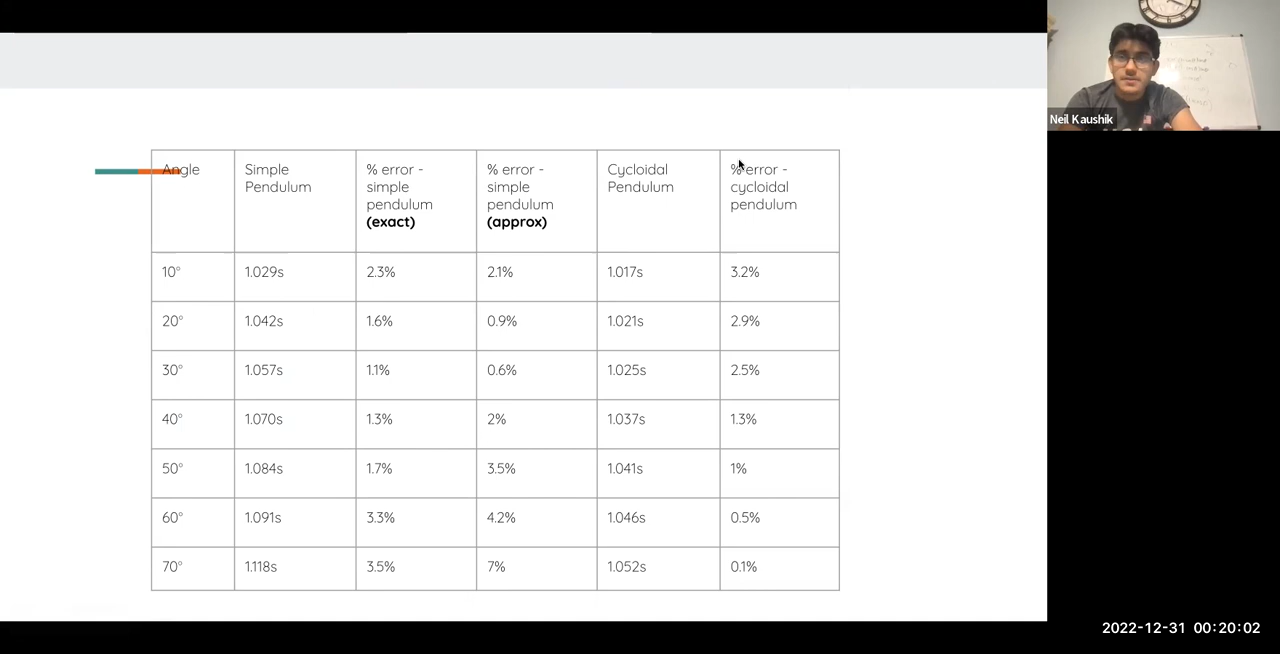 Neil Kaushik
Angle
Simple
Pendulum
% error -
simple
pendulum
(exact)
% error -
simple
pendulum
(approx)
Cycloidal
Pendulum
% error -
cycloidal
pendulum
10° 1.029s 2.3% 2.1% 1.017s 3.2%
20° 1.042s 1.6% 0.9% 1.021s 2.9%
30° 1.057s 1.1% 0.6% 1.025s 2.5%
40° 1.070s 1.3% 2% 1.037s 1.3%
50° 1.084s 1.7% 3.5% 1.041s 1%
60° 1.091s 3.3% 4.2% 1.046s 0.5%
70° 1.118s 3.5% 7% 1.052s 0.1%
2022-12-31 00:20:02